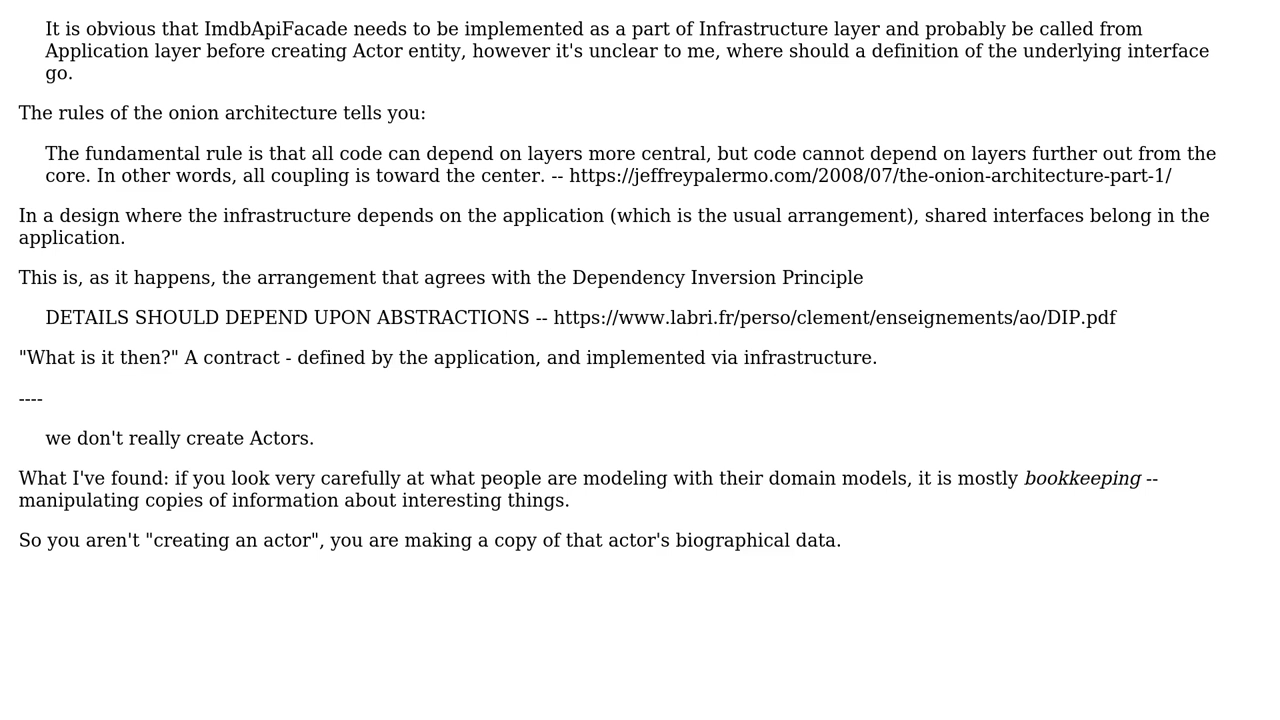 It is obvious that ImdbApiFacade needs to be implemented as a part of Infrastructure layer and probably be called from
Application layer before creating Actor entity, however it's unclear to me, where should a definition of the underlying interface
go.
The rules of the onion architecture tells you:
The fundamental rule is that all code can depend on layers more central, but code cannot depend on layers further out from the
core. In other words, all coupling is toward the center. -- https://jeffreypalermo.com/2008/07/the-onion-architecture-part-1/
In a design where the infrastructure depends on the application (which is the usual arrangement), shared interfaces belong in the
application.
This is, as it happens, the arrangement that agrees with the Dependency Inversion Principle
DETAILS SHOULD DEPEND UPON ABSTRACTIONS -- https://www.labri.fr/perso/clement/enseignements/ao/DIP.pdf
"What is it then?" A contract - defined by the application, and implemented via infrastructure.
----
we don't really create Actors.
What I've found: if you look very carefully at what people are modeling with their domain models, it is mostly bookkeeping --
manipulating copies of information about interesting things.
So you aren't "creating an actor", you are making a copy of that actor's biographical data.